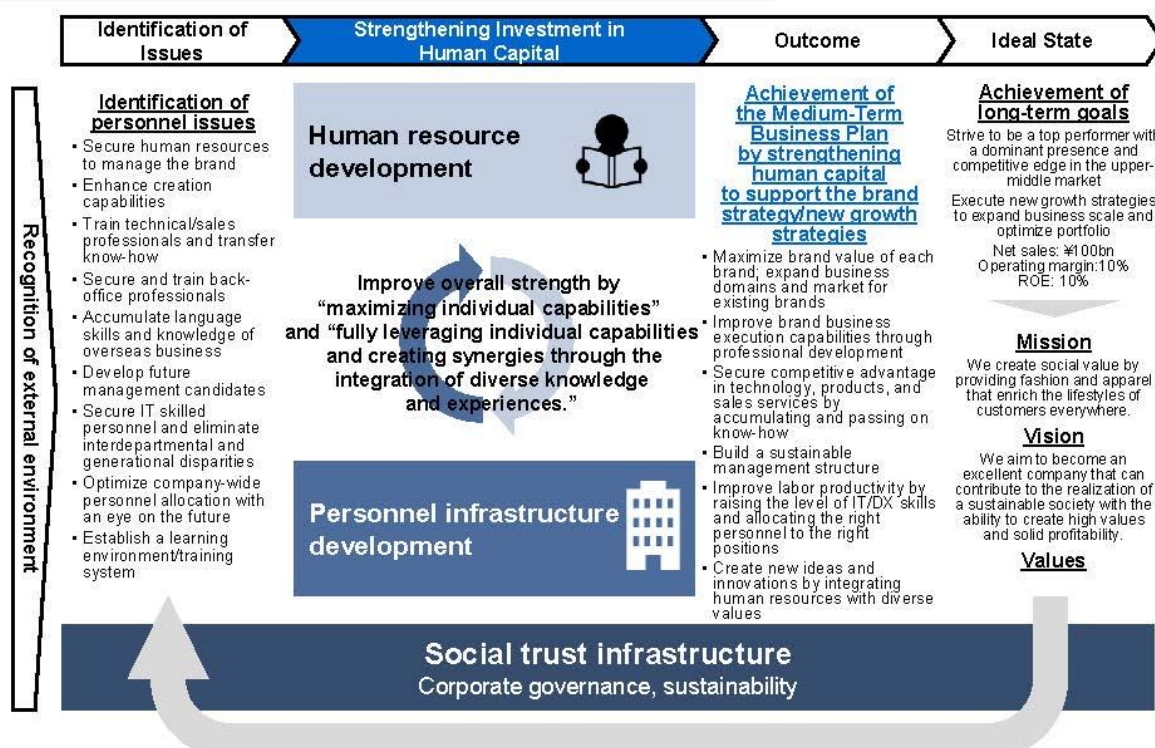 Identification of
Issues
Strengthening Investment in
Human Capital
Outcome
Ideal State
Recognition of external environment
Identification of
personnel issues
▪ Secure human resources
to manage the brand
▪ Enhance creation
capabilities
▪ Train technical/sales
professionals and transfer
know-how
▪ Secure and train back-
office professionals
▪ Accumulate language
skills and knowledge of
overseas business
▪ Develop future
management candidates
▪ Secure IT skilled
personnel and eliminate
interdepartmental and
generational disparities
▪ Optimize company-wide
personnel allocation with
an eye on the future
▪ Establish a learning
environment/training
system
Human resource
development
Improve overall strength by
“maximizing individual capabilities”
and “fully leveraging individual capabilities
and creating synergies through the
integration of diverse knowledge
and experiences.”
Personnel infrastructure
development
Achievement of
the Medium-Term
Business Plan
by strengthening
human capital
to support the brand
strategy/new growth
strategies
▪ Maximize brand value of each
brand; expand business
domains and market for
existing brands
▪ Improve brand business
execution capabilities through
professional development
▪ Secure competitive advantage
in technology, products, and
sales services by
accumulating and passing on
know-how
▪ Build a sustainable
management structure
▪ Improve labor productivity by
raising the level of IT/DX skills
and allocating the right
personnel to the right
positions
▪ Create new ideas and
innovations by integrating
human resources with diverse
values
Achievement of
long-term goals
Strive to be a top performer with
a dominant presence and
competitive edge in the upper-
middle market
Execute new growth strategies
to expand business scale and
optimize portfolio
Net sales: ¥100bn
Operating margin:10%
ROE: 10%
Mission
We create social value by
providing fashion and apparel
that enrich the lifestyles of
customers everywhere.
Vision
We aim to become an
excellent company that can
contribute to the realization of
a sustainable society with the
ability to create high values
and solid profitability.
Values
Social trust infrastructure
Corporate governance, sustainability